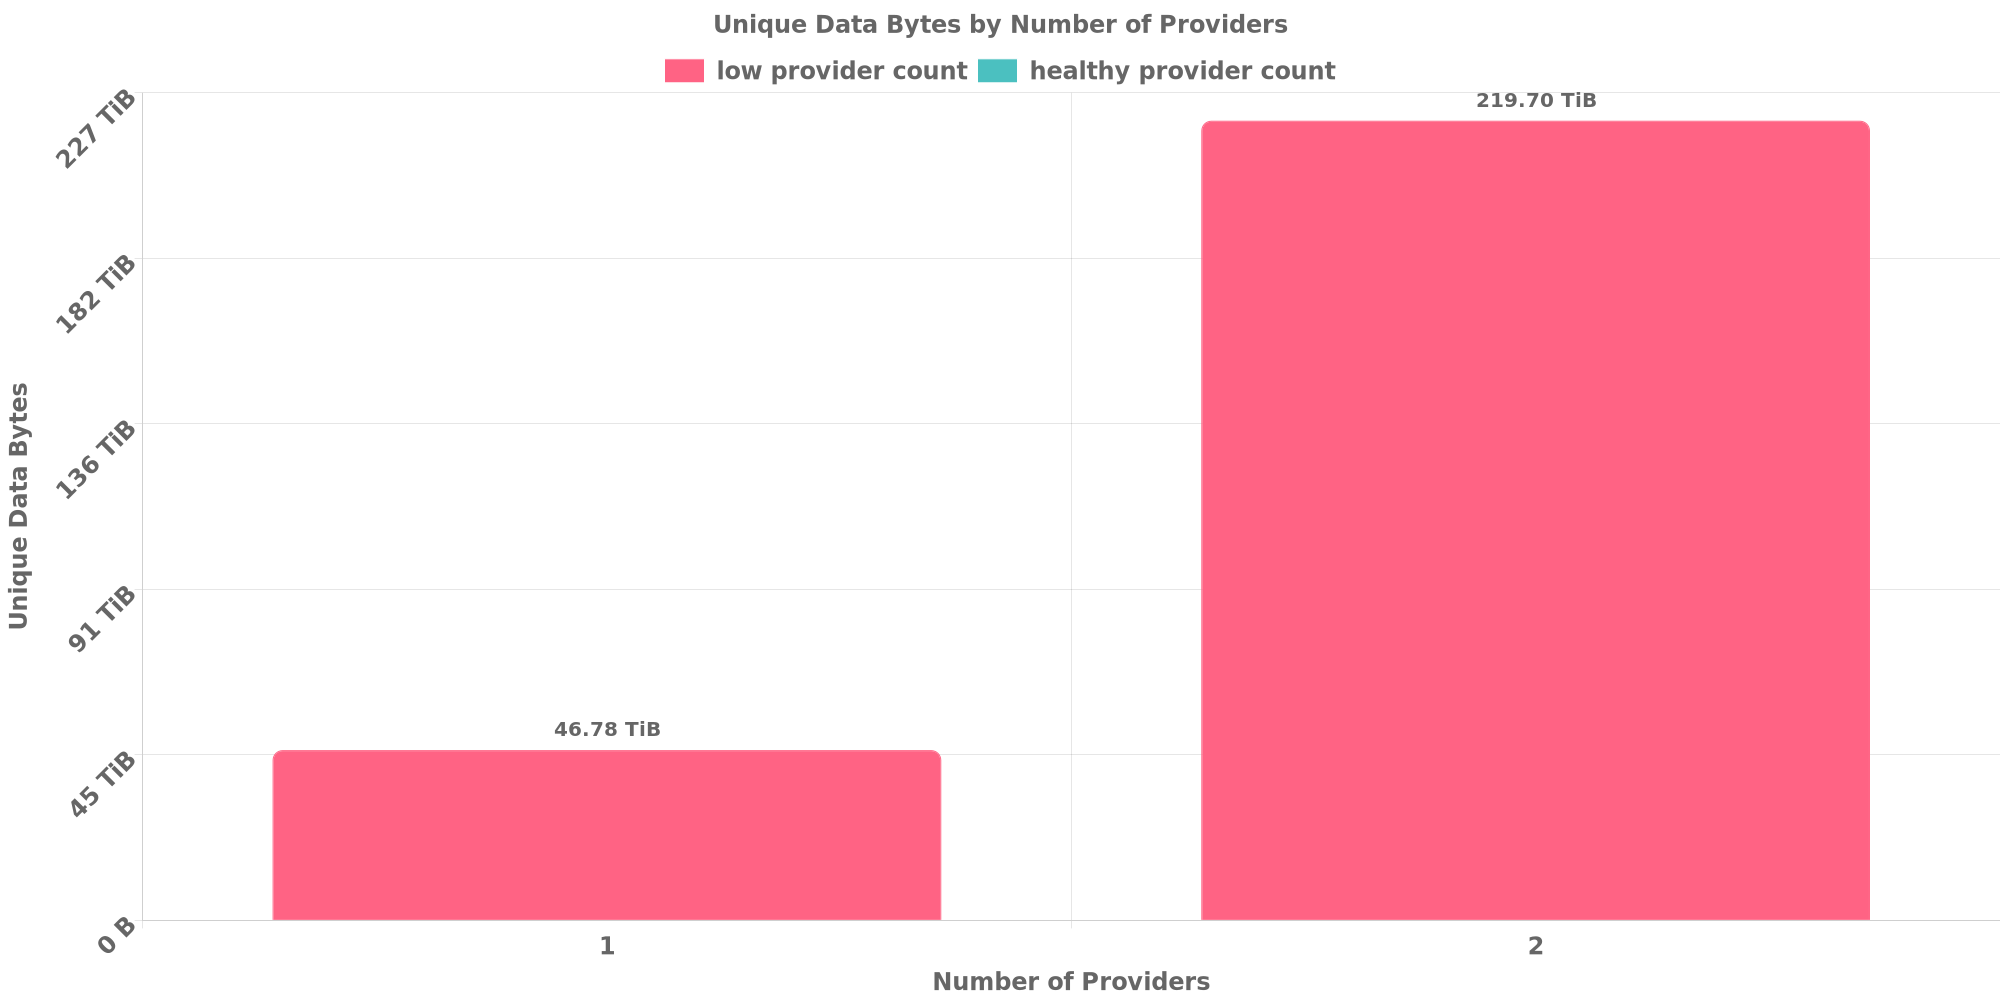 Unique Data Bytes by Number of Providers
low provider count healthy provider count
227 TiB
182 TiB
136 TiB
91 TiB
45 TiB
0 B
Unique Data Bytes
219.70 TiB
46.78 TiB
1 2
Number of Providers